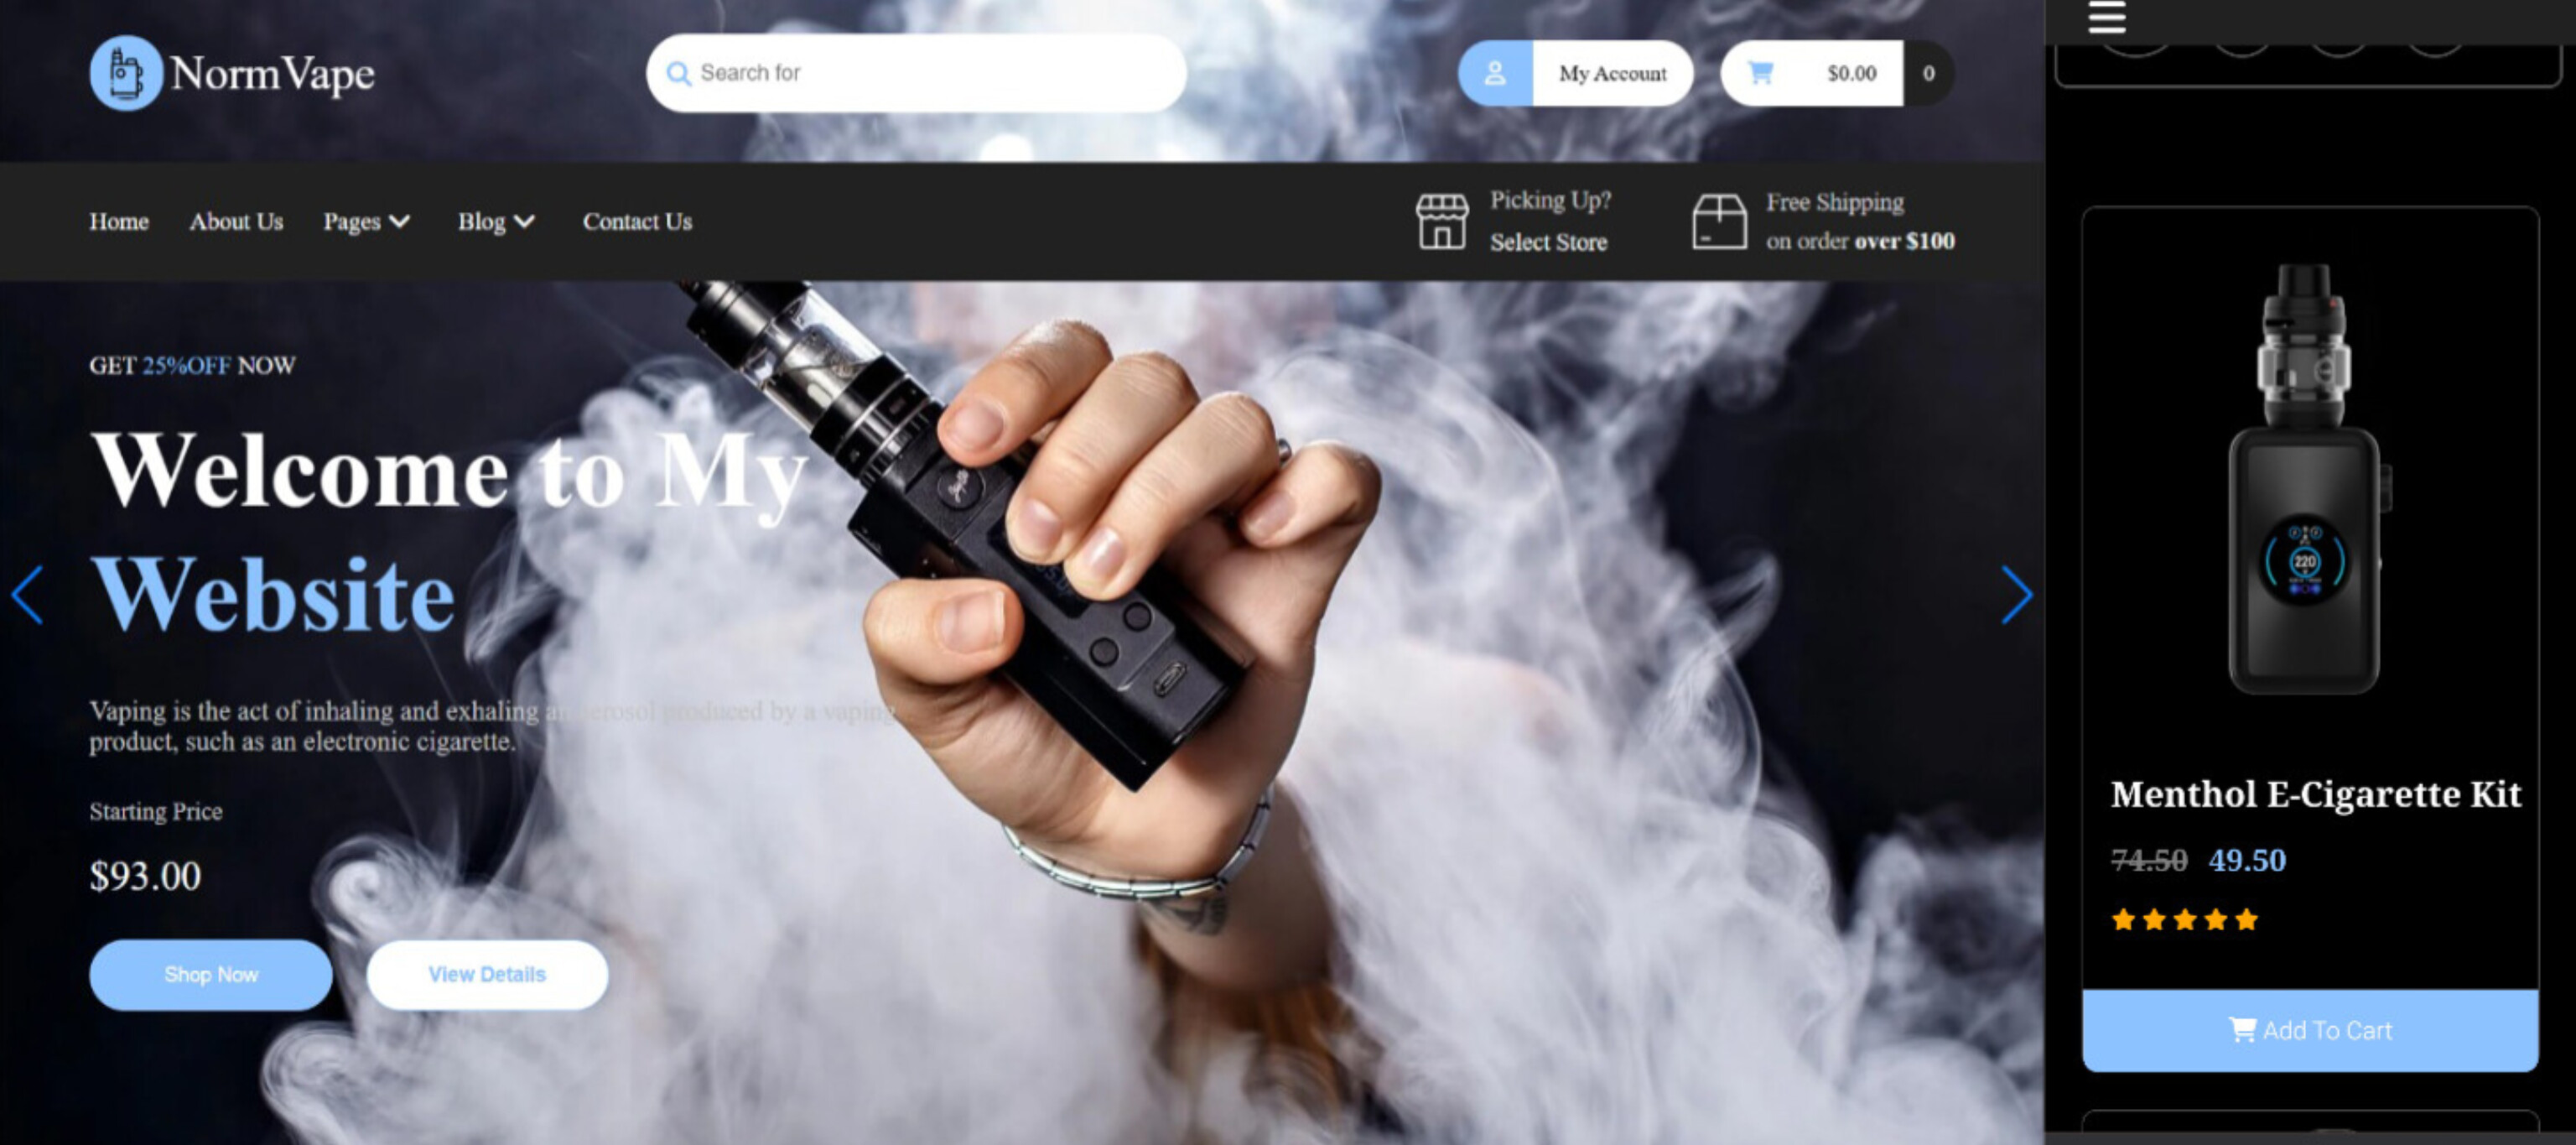 NormVape
Search for
My Account
$0.00
0
Home
About Us
Pages
Blog
Contact Us
Picking Up?
Select Store
Free Shipping
on order over $100
GET 25%OFF NOW
Welcome to My
Website
Vaping is the act of inhaling and exhaling an aerosol produced by a vaping
product, such as an electronic cigarette.
Starting Price
$93.00
Shop Now
View Details
220
Menthol E-Cigarette Kit
74.50 49.50
Add To Cart